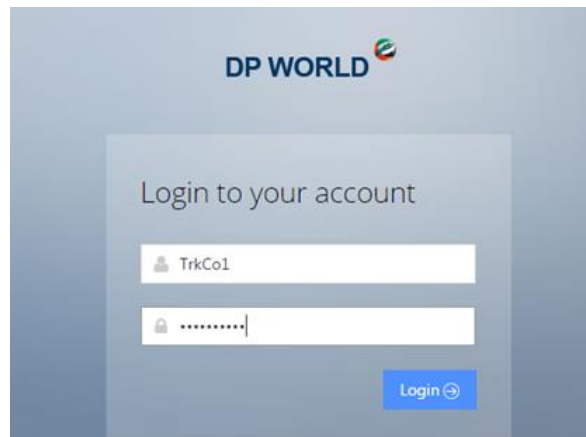 DP WORLD
Login to your account
TrkCo1
••••••••••
Login